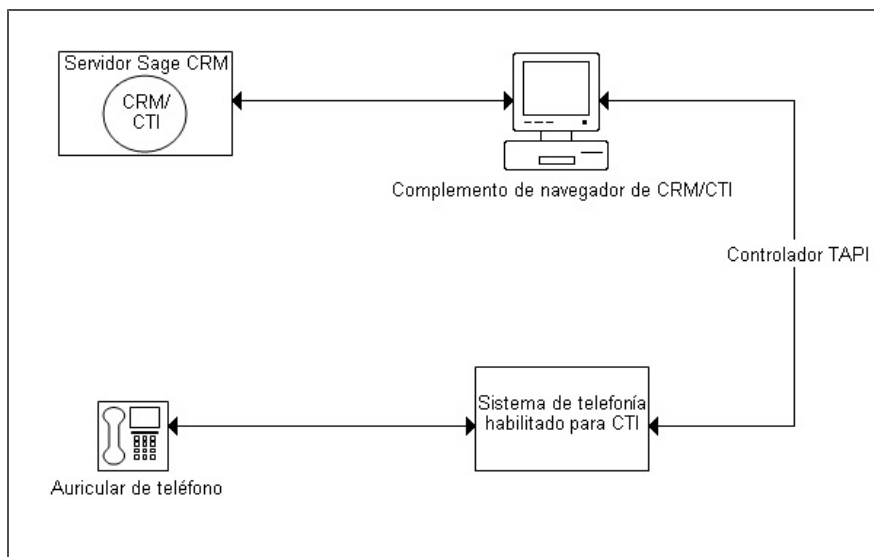 Servidor Sage CRM
CRM/
CTI
Complemento de navegador de CRM/CTI
Controlador TAPI
Sistema de telefonía
habilitado para CTI
Auricular de teléfono